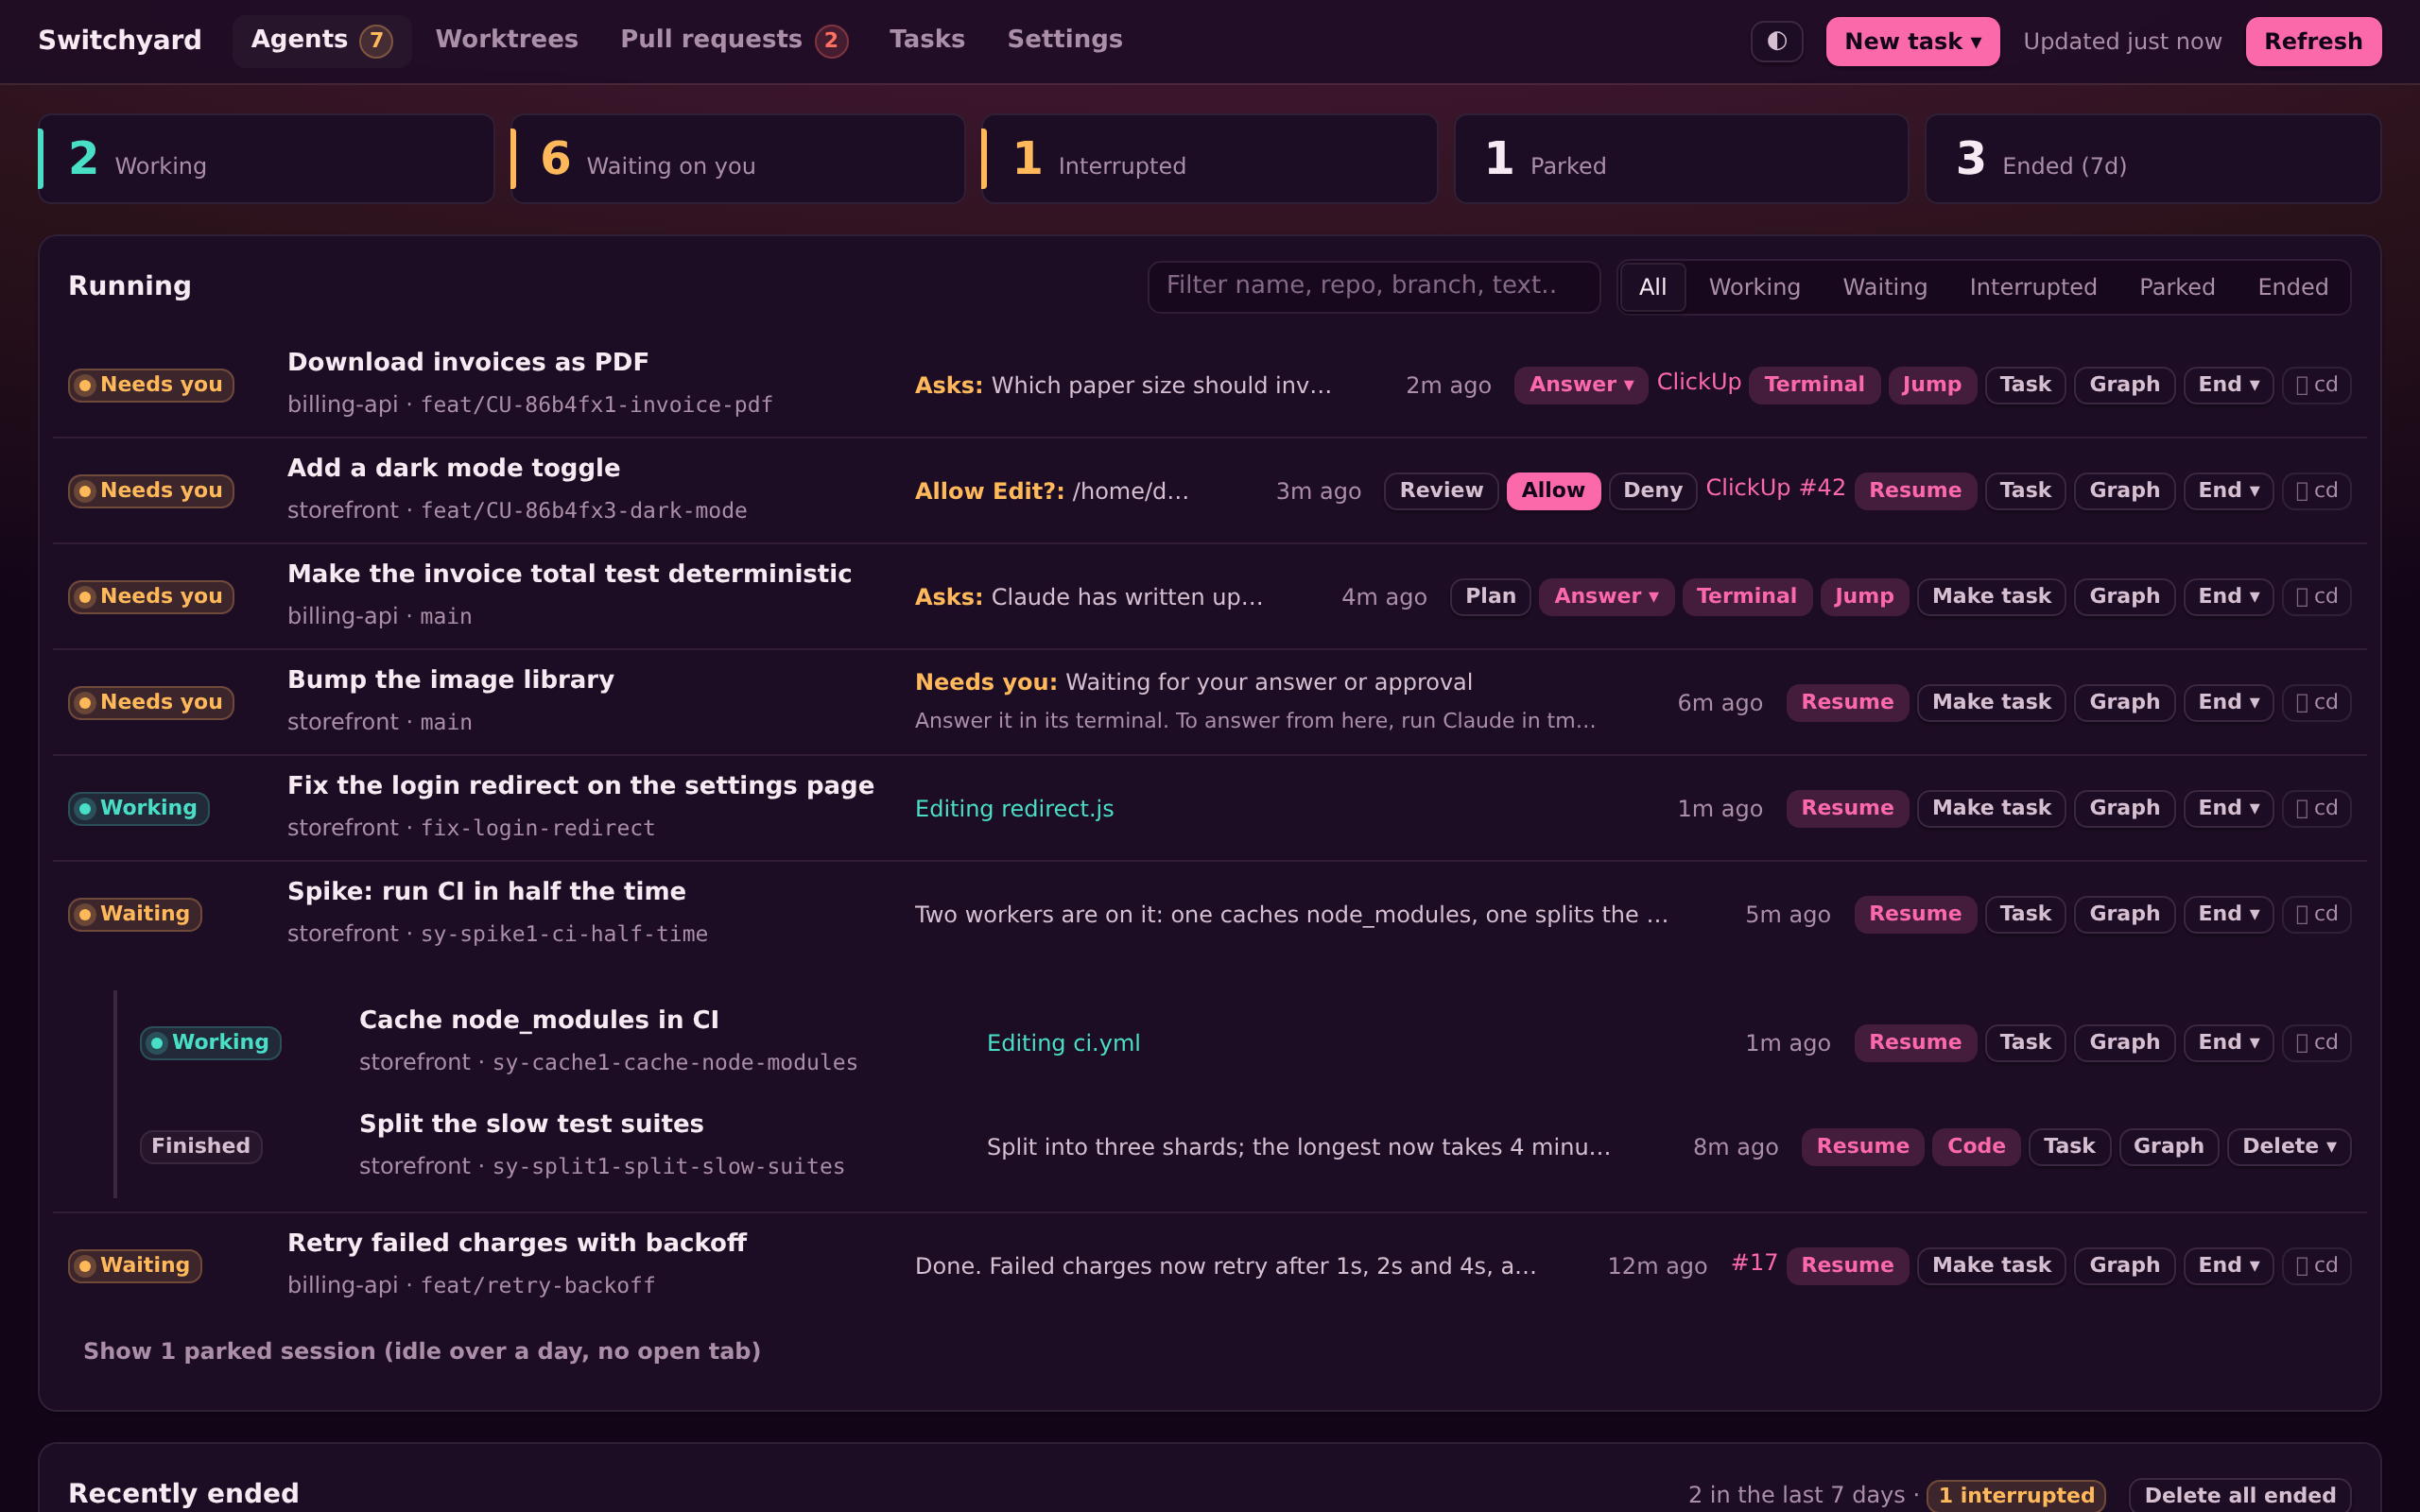 Switchyard Agents 7 Worktrees Pull requests 2 Tasks Settings New task ▾ Updated just now Refresh
2 Working 6 Waiting on you 1 Interrupted 1 Parked 3 Ended (7d)
Running Filter name, repo, branch, text.. All Working Waiting Interrupted Parked Ended
Download invoices as PDF
Needs you Asks: Which paper size should inv… 2m ago Answer ▾ ClickUp Terminal Jump Task Graph End ▾ cd
billing-api · feat/CU-86b4fx1-invoice-pdf
Add a dark mode toggle
Needs you Allow Edit?: /home/d… 3m ago Review Allow Deny ClickUp #42 Resume Task Graph End ▾ cd
storefront · feat/CU-86b4fx3-dark-mode
Make the invoice total test deterministic
Needs you Asks: Claude has written up… 4m ago Plan Answer ▾ Terminal Jump Make task Graph End ▾ cd
billing-api · main
Bump the image library
Needs you: Waiting for your answer or approval
Needs you 6m ago Resume Make task Graph End ▾ cd
storefront · main
Answer it in its terminal. To answer from here, run Claude in tm…
Fix the login redirect on the settings page
Working Editing redirect.js 1m ago Resume Make task Graph End ▾ cd
storefront · fix-login-redirect
Spike: run CI in half the time
Waiting Two workers are on it: one caches node_modules, one splits the … 5m ago Resume Task Graph End ▾ cd
storefront · sy-spike1-ci-half-time
Cache node_modules in CI
Working Editing ci.yml 1m ago Resume Task Graph End ▾ cd
storefront · sy-cache1-cache-node-modules
Split the slow test suites
Finished Split into three shards; the longest now takes 4 minu… 8m ago Resume Code Task Graph Delete ▾
storefront · sy-split1-split-slow-suites
Retry failed charges with backoff
Waiting Done. Failed charges now retry after 1s, 2s and 4s, a… 12m ago #17 Resume Make task Graph End ▾ cd
billing-api · feat/retry-backoff
Show 1 parked session (idle over a day, no open tab)
Recently ended 2 in the last 7 days · 1 interrupted Delete all ended